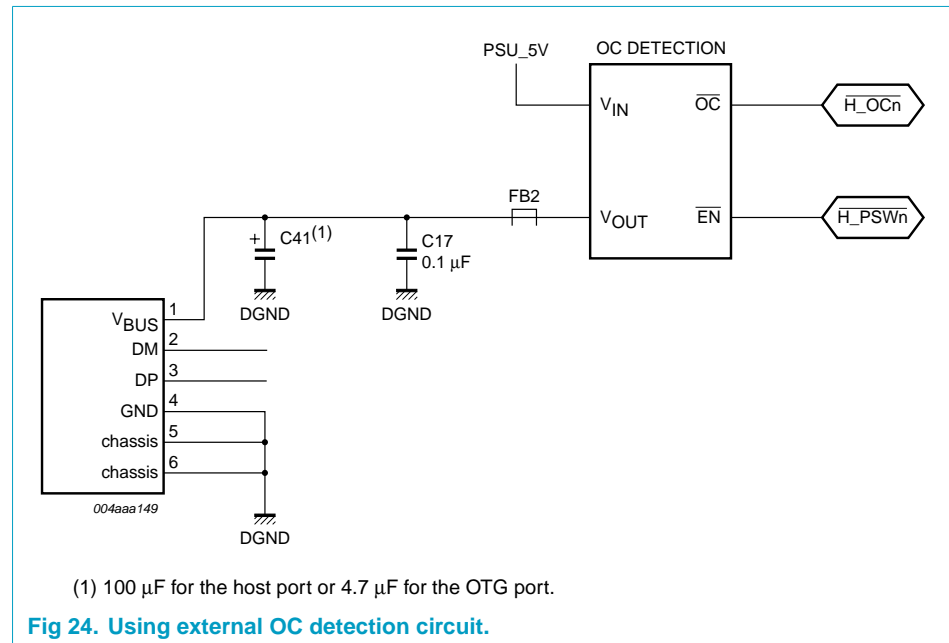 PSU_5V
OC DETECTION
VIN
OC
H_OCn
FB2
VOUT
EN
H_PSWn
+
C41(1)
C17
0.1 μF
DGND
DGND
VBUS
1
DM
2
DP
3
GND
4
chassis
5
chassis
6
004aaa149
DGND
(1) 100 μF for the host port or 4.7 μF for the OTG port.
Fig 24. Using external OC detection circuit.